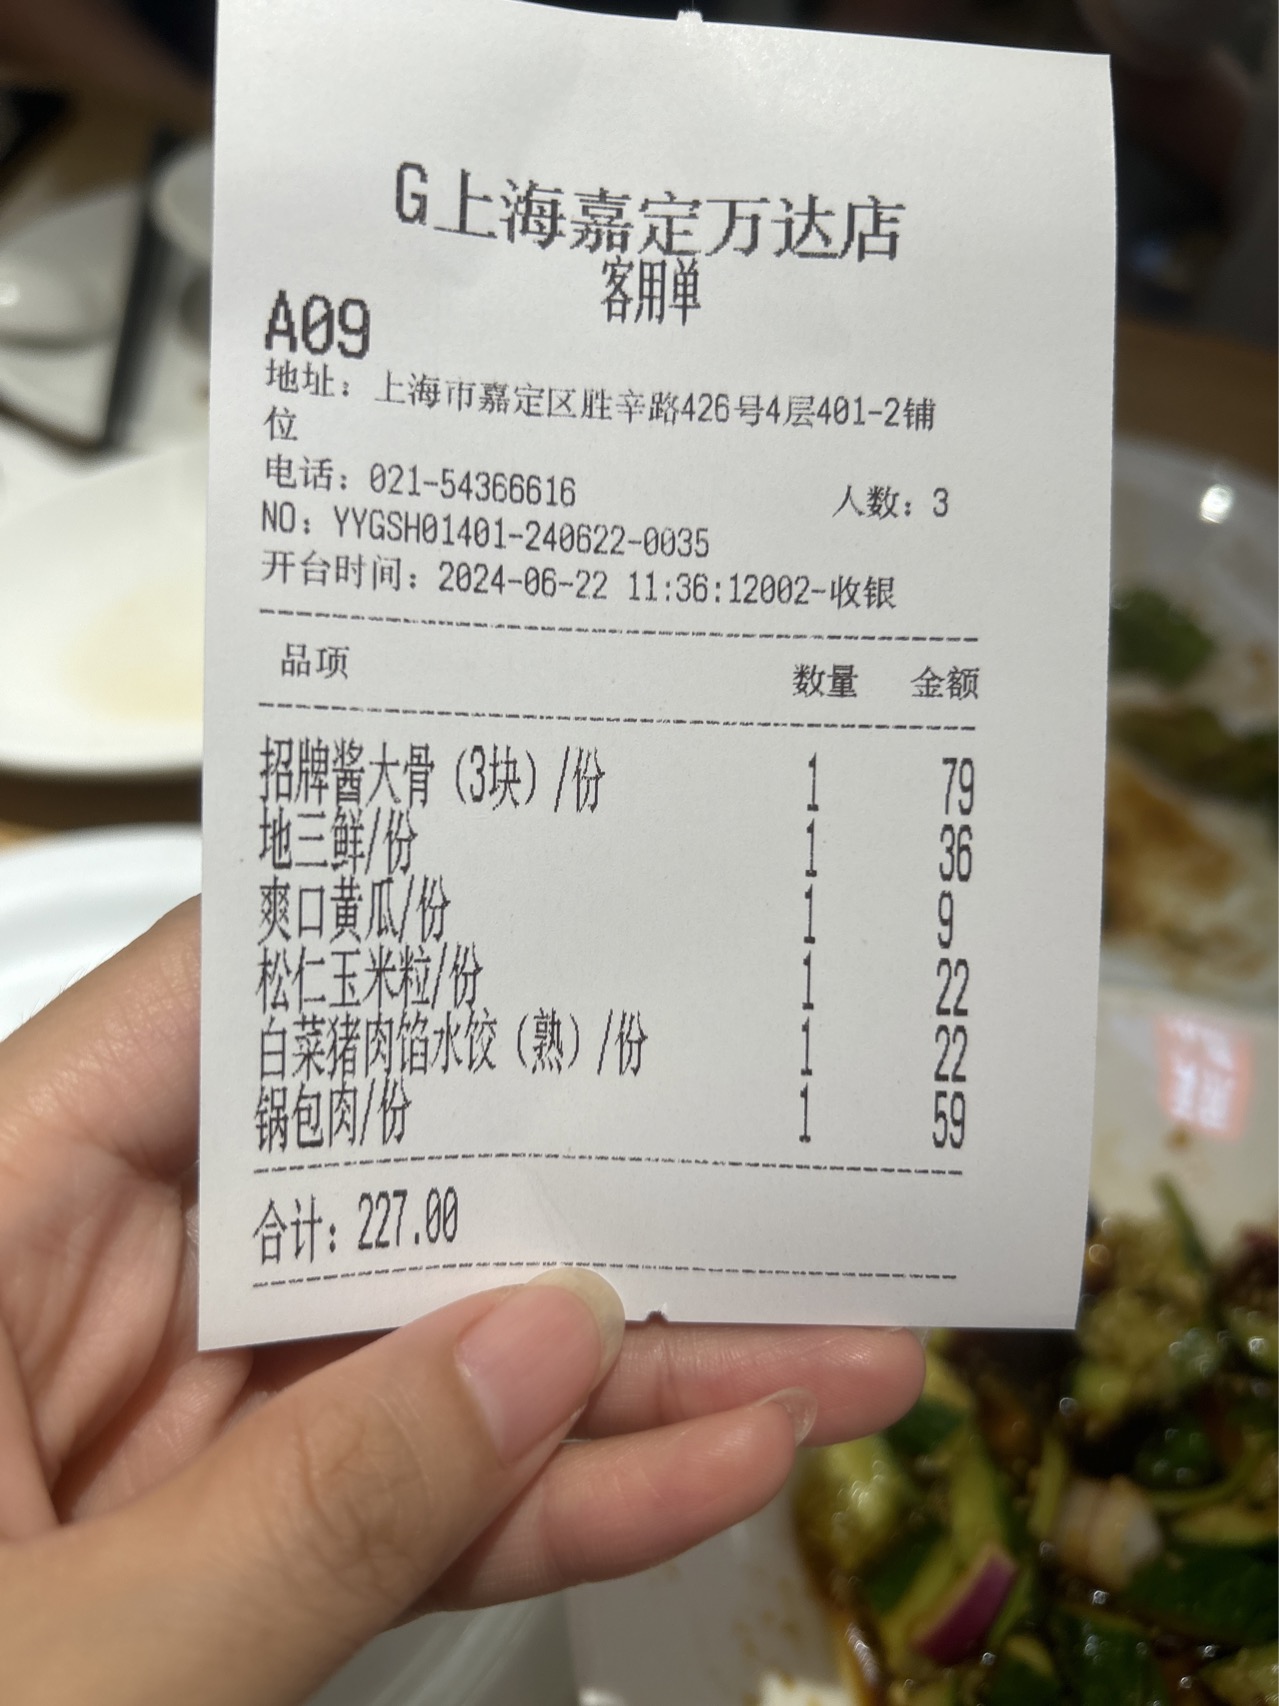 G上海嘉定万达店
客用单
A09
地址：上海市嘉定区胜辛路426号4层401-2铺
位
电话：021-54366616 人数：3
NO：YYGSH01401-240622-0035
开台时间：2024-06-22 11:36:12002-收银
品项 数量 金额
招牌酱大骨（3块）/份 1 79
地三鲜/份 1 36
爽口黄瓜/份 1 9
松仁玉米粒/份 1 22
白菜猪肉馅水饺（熟）/份 1 22
锅包肉/份 1 59
合计：227.00